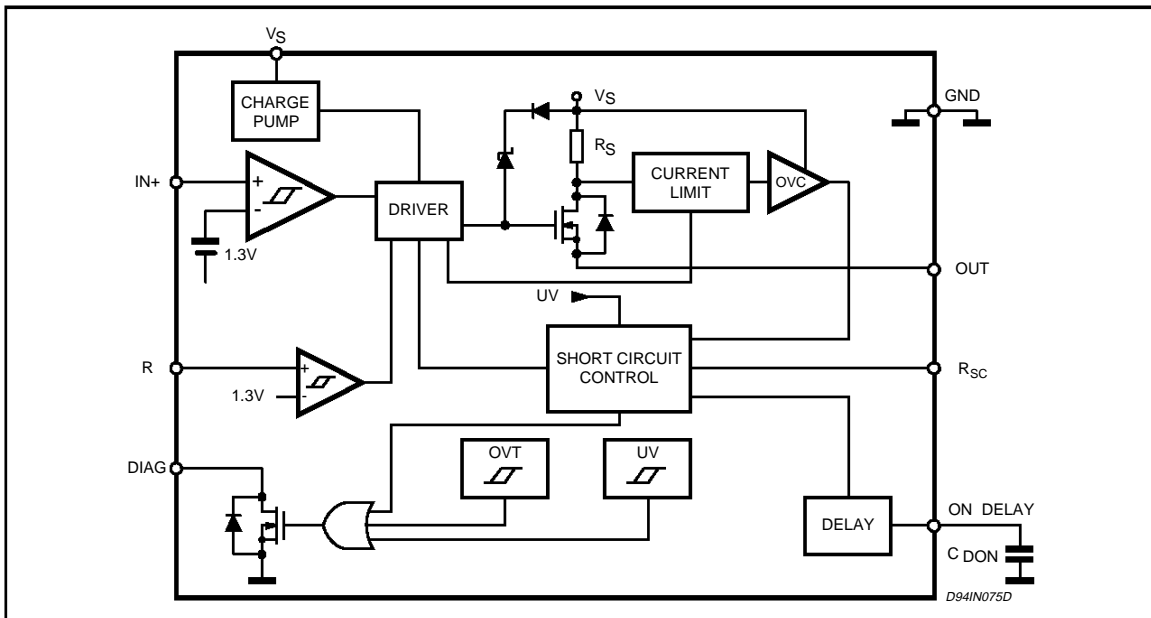 VS
CHARGE
PUMP
VS
GND
RS
IN+
+
-
1.3V
DRIVER
CURRENT
LIMIT
OVC
OUT
UV
SHORT CIRCUIT
CONTROL
R
+
1.3V
-
RSC
DIAG
OVT
UV
DELAY
ON DELAY
CDON
D94IN075D